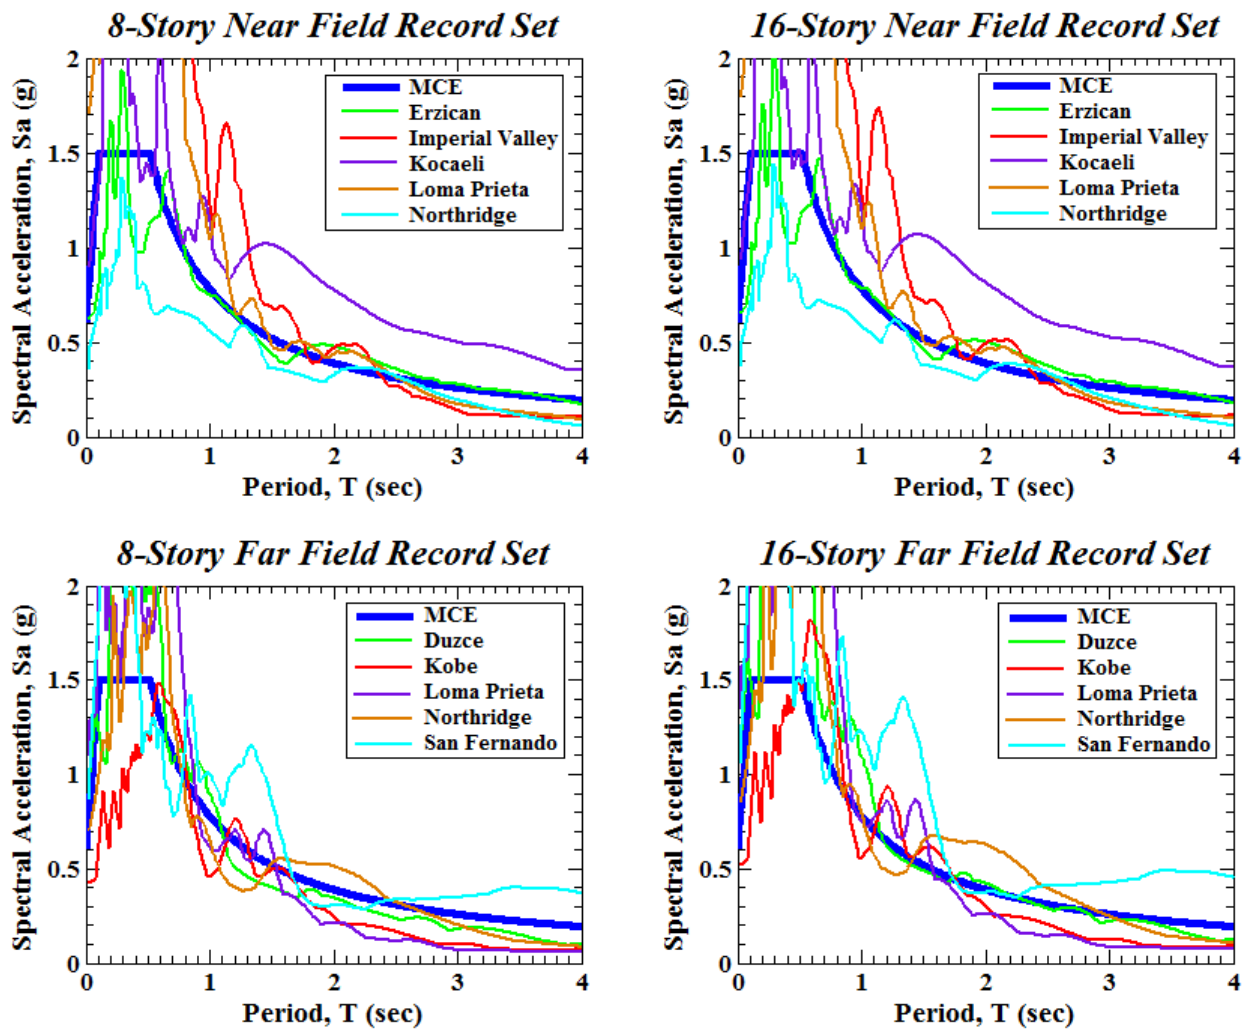 8-Story Near Field Record Set
Spectral Acceleration, Sa (g)
2
1.5
1
0.5
0
MCE
Erzican
Imperial Valley
Kocaeli
Loma Prieta
Northridge
0 1 2 3 4
Period, T (sec)
16-Story Near Field Record Set
Spectral Acceleration, Sa (g)
2
1.5
1
0.5
0
MCE
Erzican
Imperial Valley
Kocaeli
Loma Prieta
Northridge
0 1 2 3 4
Period, T (sec)
8-Story Far Field Record Set
Spectral Acceleration, Sa (g)
2
1.5
1
0.5
0
MCE
Duzce
Kobe
Loma Prieta
Northridge
San Fernando
0 1 2 3 4
Period, T (sec)
16-Story Far Field Record Set
Spectral Acceleration, Sa (g)
2
1.5
1
0.5
0
MCE
Duzce
Kobe
Loma Prieta
Northridge
San Fernando
0 1 2 3 4
Period, T (sec)